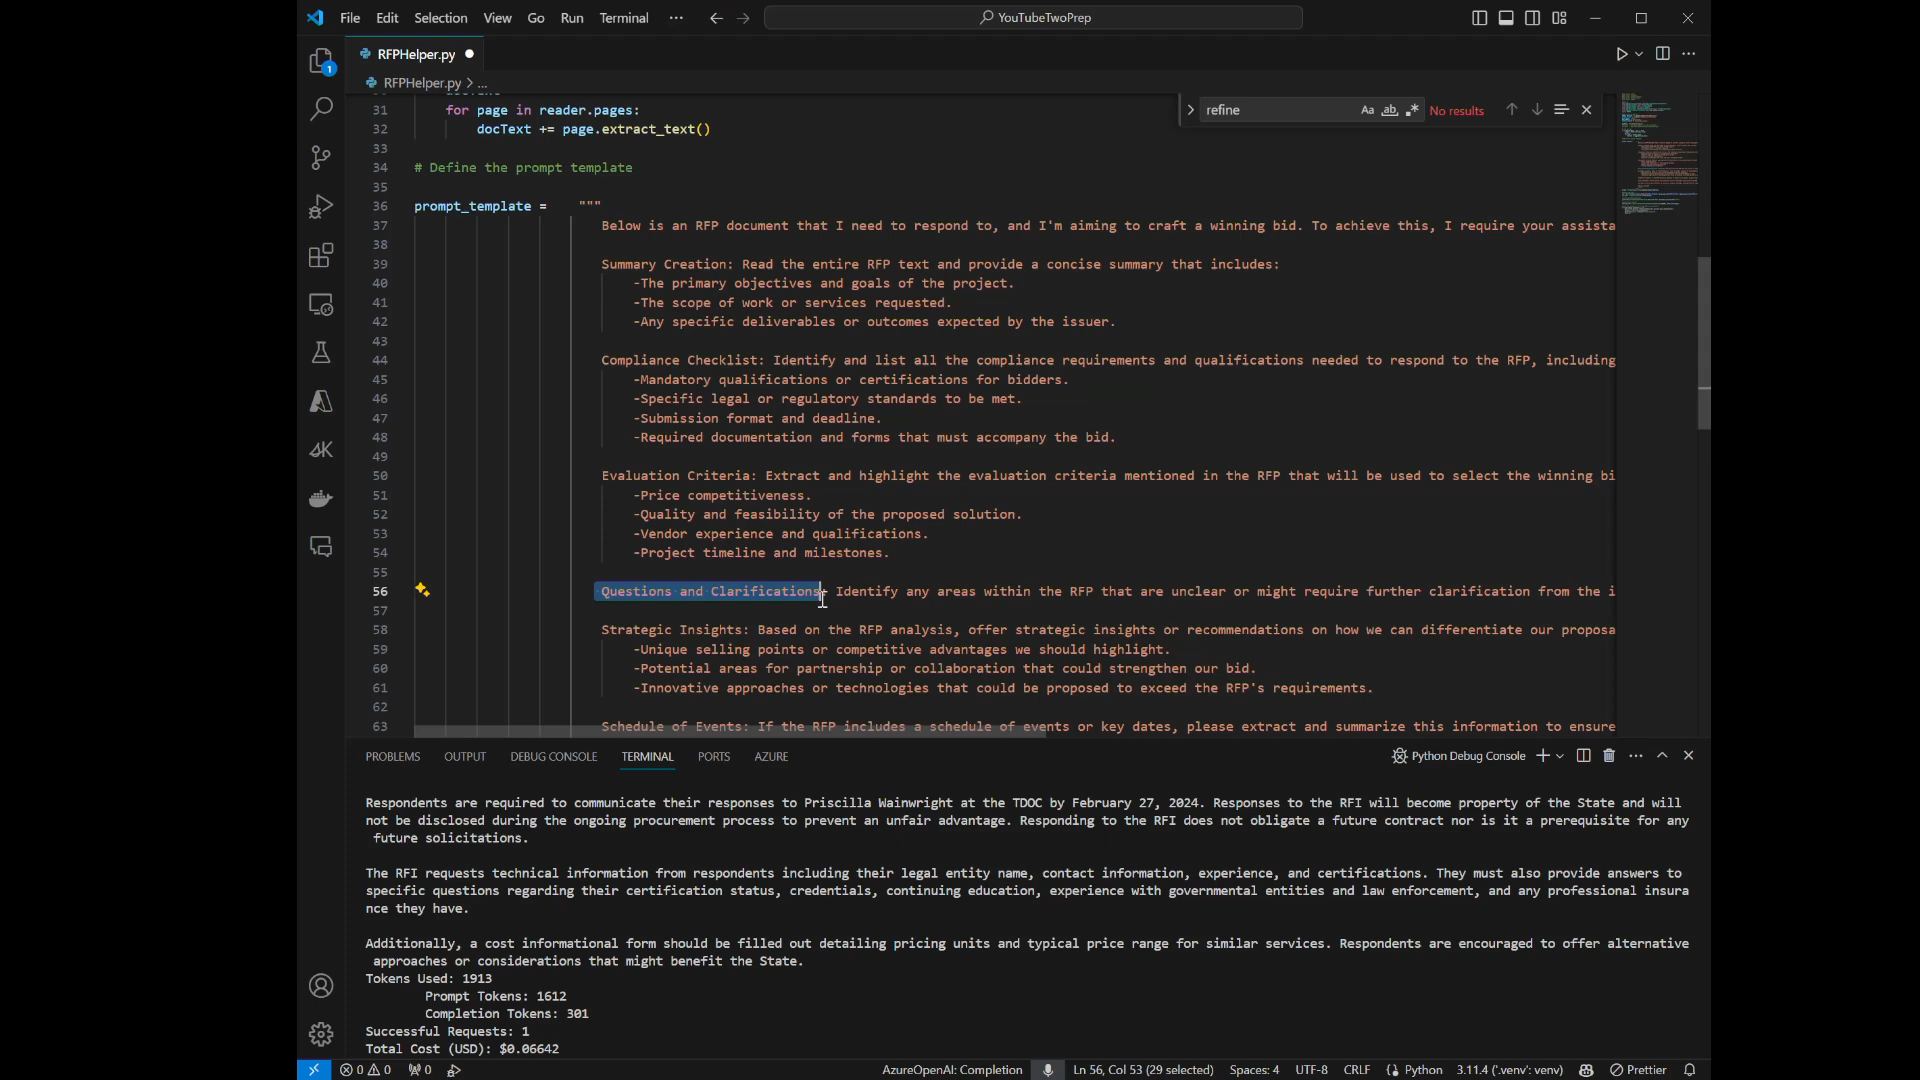 File Edit Selection View Go Run Terminal ··· YouTubeTwoPrep
RFPHelper.py
RFPHelper.py > ...
refine Aa ab No results
31 for page in reader.pages:
32 docText += page.extract_text()
33
34 # Define the prompt template
35
36 prompt_template = """
37 Below is an RFP document that I need to respond to, and I'm aiming to craft a winning bid. To achieve this, I require your assista
38
39 Summary Creation: Read the entire RFP text and provide a concise summary that includes:
40 -The primary objectives and goals of the project.
41 -The scope of work or services requested.
42 -Any specific deliverables or outcomes expected by the issuer.
43
44 Compliance Checklist: Identify and list all the compliance requirements and qualifications needed to respond to the RFP, including
45 -Mandatory qualifications or certifications for bidders.
46 -Specific legal or regulatory standards to be met.
47 -Submission format and deadline.
48 -Required documentation and forms that must accompany the bid.
49
50 Evaluation Criteria: Extract and highlight the evaluation criteria mentioned in the RFP that will be used to select the winning bi
51 -Price competitiveness.
52 -Quality and feasibility of the proposed solution.
53 -Vendor experience and qualifications.
54 -Project timeline and milestones.
55
56 Questions and Clarifications: Identify any areas within the RFP that are unclear or might require further clarification from the i
57
58 Strategic Insights: Based on the RFP analysis, offer strategic insights or recommendations on how we can differentiate our proposa
59 -Unique selling points or competitive advantages we should highlight.
60 -Potential areas for partnership or collaboration that could strengthen our bid.
61 -Innovative approaches or technologies that could be proposed to exceed the RFP's requirements.
62
63 Schedule of Events: If the RFP includes a schedule of events or key dates, please extract and summarize this information to ensure
PROBLEMS OUTPUT DEBUG CONSOLE TERMINAL PORTS AZURE Python Debug Console
Respondents are required to communicate their responses to Priscilla Wainwright at the TDOC by February 27, 2024. Responses to the RFI will become property of the State and will
not be disclosed during the ongoing procurement process to prevent an unfair advantage. Responding to the RFI does not obligate a future contract nor is it a prerequisite for any
future solicitations.
The RFI requests technical information from respondents including their legal entity name, contact information, experience, and certifications. They must also provide answers to
specific questions regarding their certification status, credentials, continuing education, experience with governmental entities and law enforcement, and any professional insura
nce they have.
Additionally, a cost informational form should be filled out detailing pricing units and typical price range for similar services. Respondents are encouraged to offer alternative
approaches or considerations that might benefit the State.
Tokens Used: 1913
Prompt Tokens: 1612
Completion Tokens: 301
Successful Requests: 1
Total Cost (USD): $0.06642
0 0 0 AzureOpenAI: Completion Ln 56, Col 53 (29 selected) Spaces: 4 UTF-8 CRLF Python 3.11.4 ('.venv': venv) Prettier